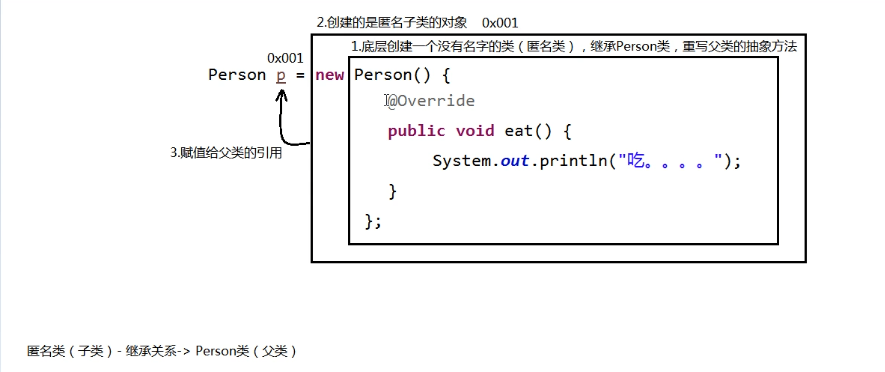 2.创建的是匿名子类的对象 0x001
1.底层创建一个没有名字的类（匿名类），继承Person类，重写父类的抽象方法
0x001
Person p = new Person() {
@Override
public void eat() {
3.赋值给父类的引用
System.out.println("吃。。。。");
}
};
匿名类（子类）- 继承关系-> Person类（父类）